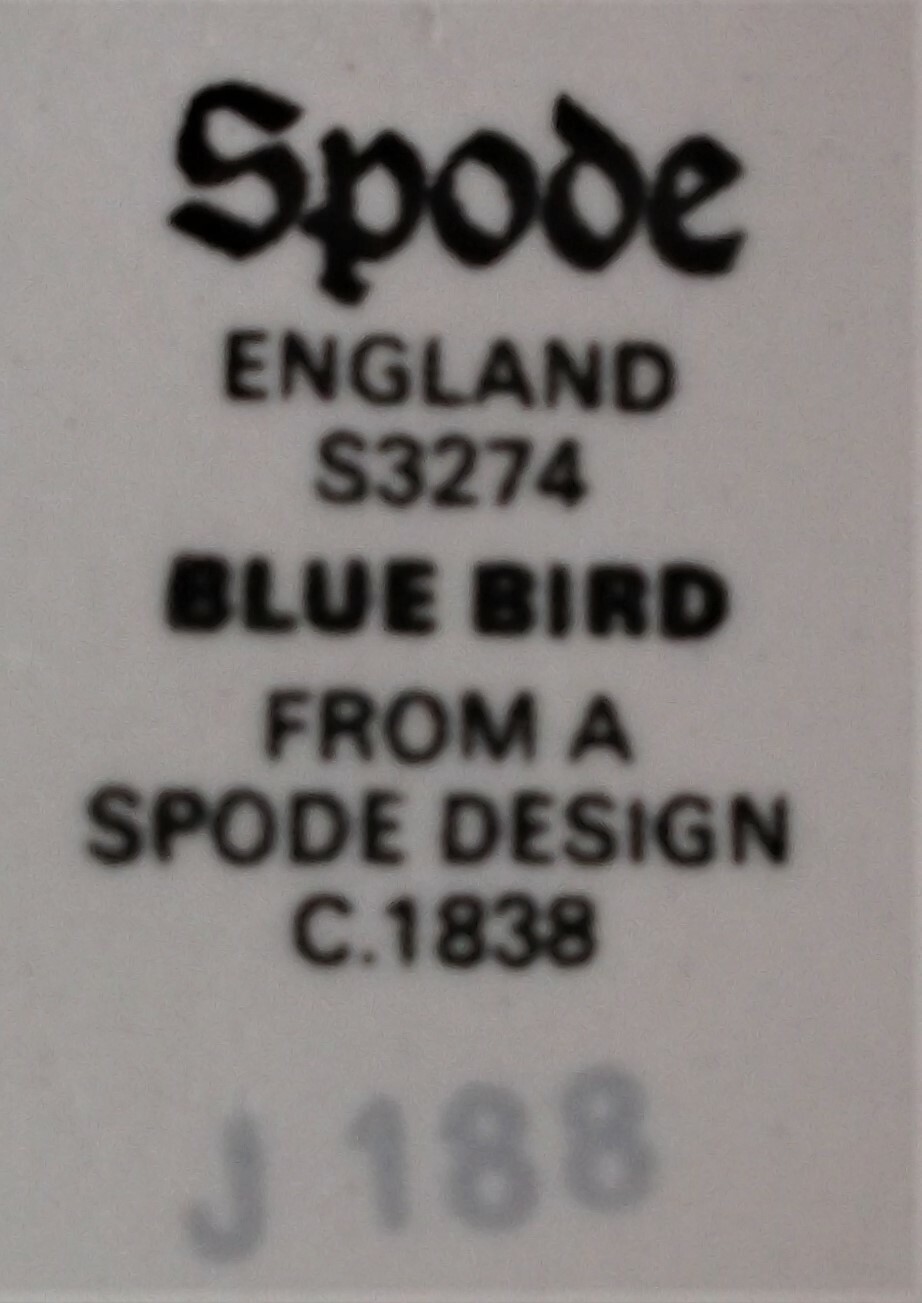 Spode
ENGLAND
S3274
BLUE BIRD
FROM A
SPODE DESIGN
C.1838
J 188